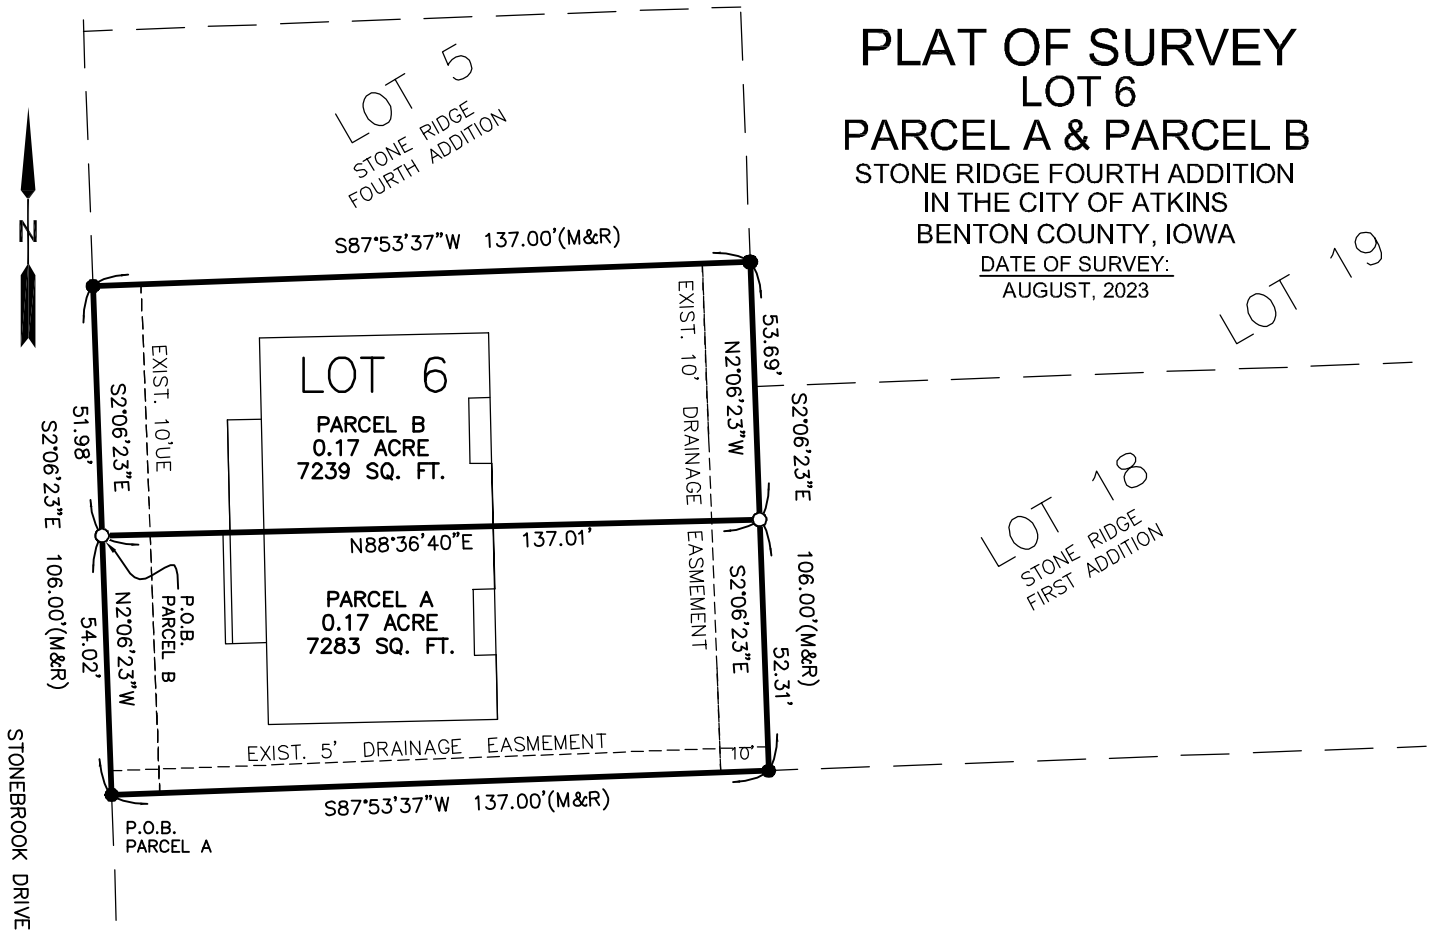 PLAT OF SURVEY
LOT 6
PARCEL A & PARCEL B
STONE RIDGE FOURTH ADDITION
IN THE CITY OF ATKINS
BENTON COUNTY, IOWA
DATE OF SURVEY:
AUGUST, 2023
LOT 5
STONE RIDGE
FOURTH ADDITION
N
S87°53'37"W 137.00'(M&R)
LOT 19
53.69'
N2°06'23"W
EXIST. 10' DRAINAGE EASMEMENT
S2°06'23"E 106.00'(M&R)
EXIST. 10'UE
S2°06'23"E
51.98'
S2°06'23"E 106.00'(M&R)
LOT 6
PARCEL B
0.17 ACRE
7239 SQ. FT.
N88°36'40"E 137.01'
LOT 18
STONE RIDGE
FIRST ADDITION
P.O.B.
PARCEL B
N2°06'23"W
54.02'
PARCEL A
0.17 ACRE
7283 SQ. FT.
S2°06'23"E
52.31'
EXIST. 5' DRAINAGE EASMEMENT
10'
S87°53'37"W 137.00'(M&R)
P.O.B.
PARCEL A
STONEBROOK DRIVE